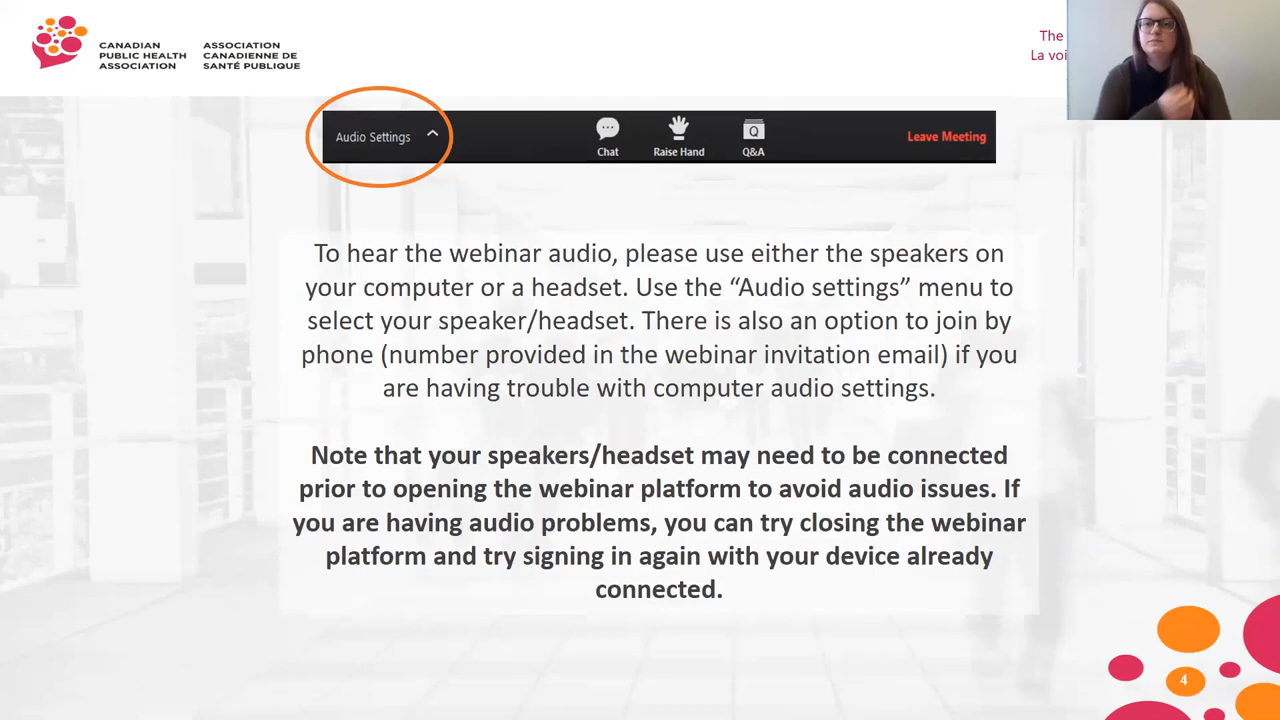 CANADIAN
PUBLIC HEALTH
ASSOCIATION
ASSOCIATION
CANADIENNE DE
SANTÉ PUBLIQUE
The
La voi
Audio Settings
Chat
Raise Hand
Q
Q&A
Leave Meeting
To hear the webinar audio, please use either the speakers on
your computer or a headset. Use the “Audio settings” menu to
select your speaker/headset. There is also an option to join by
phone (number provided in the webinar invitation email) if you
are having trouble with computer audio settings.
Note that your speakers/headset may need to be connected
prior to opening the webinar platform to avoid audio issues. If
you are having audio problems, you can try closing the webinar
platform and try signing in again with your device already
connected.
4